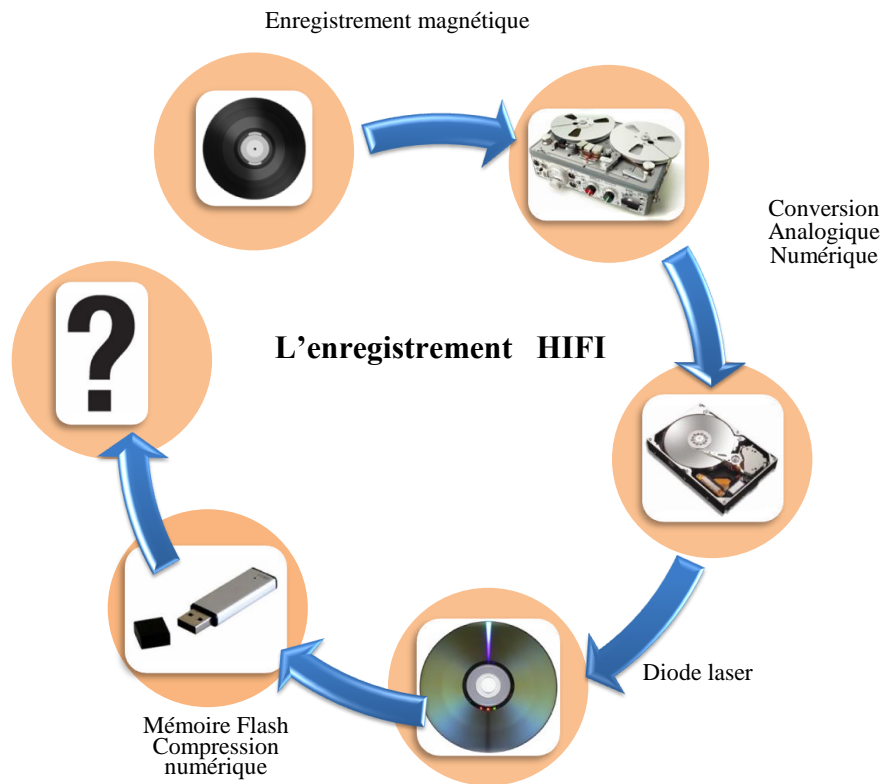 Enregistrement magnétique
Conversion
Analogique
Numérique
?
L'enregistrement HIFI
Diode laser
Mémoire Flash
Compression
numérique